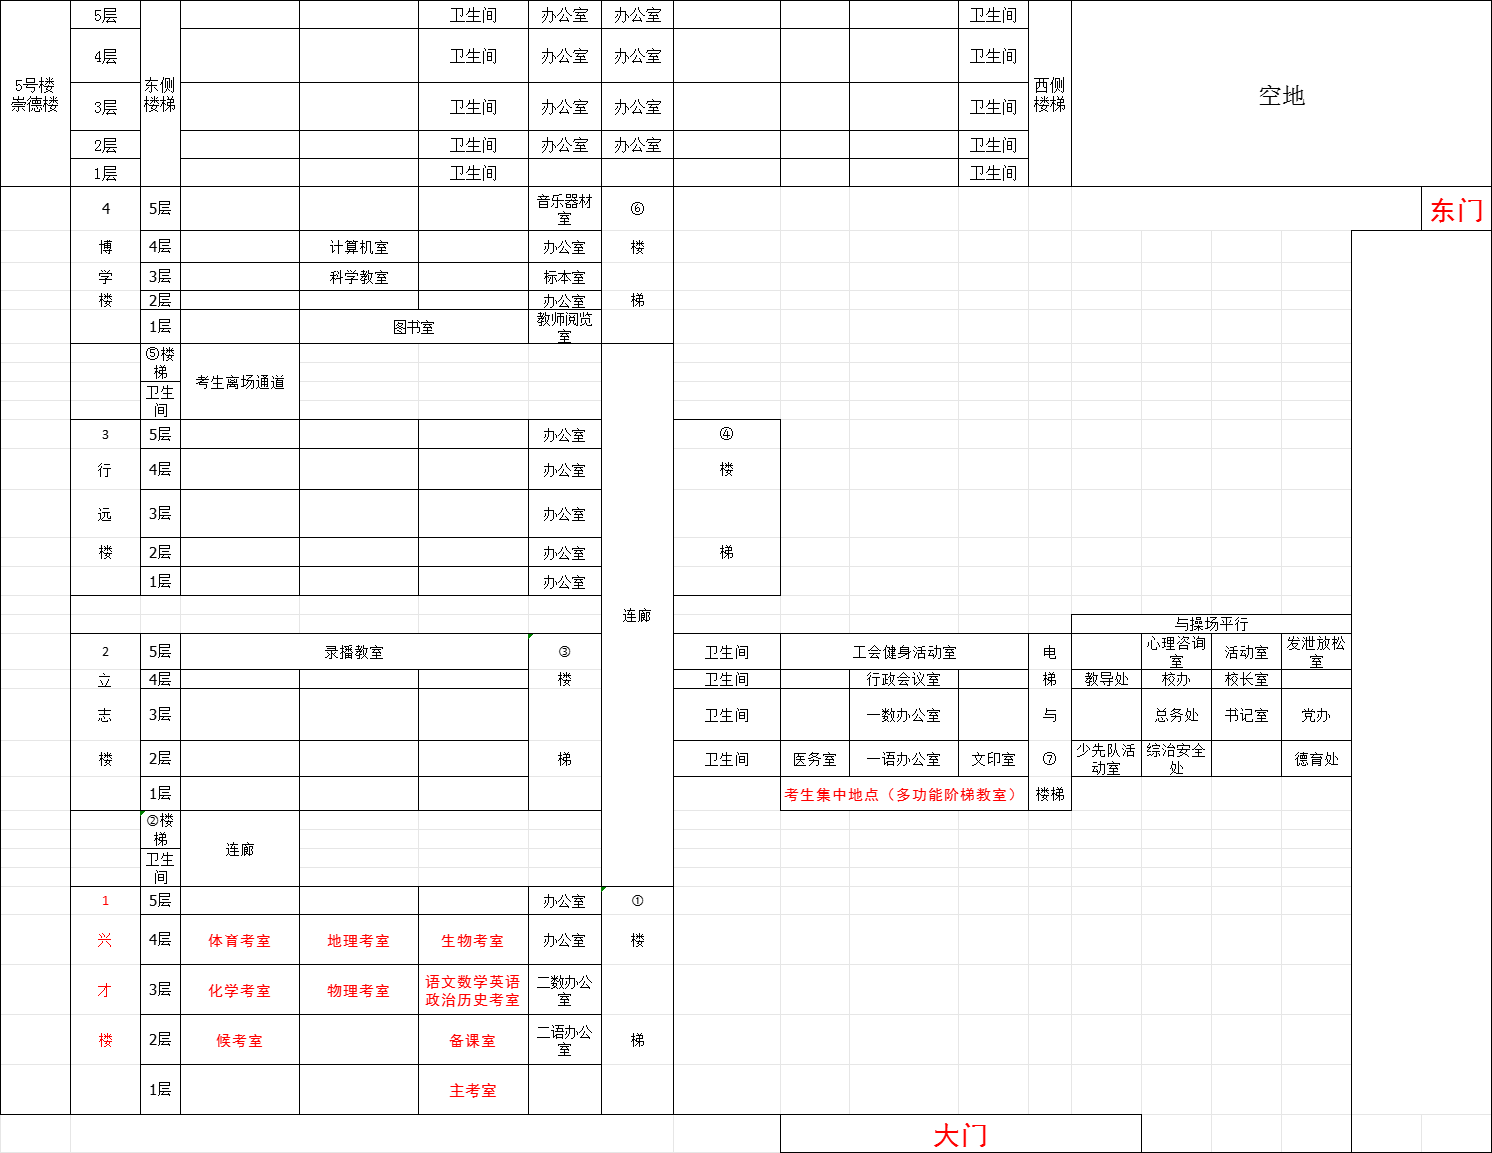 5层 卫生间 办公室 办公室 卫生间
4层 卫生间 办公室 办公室 卫生间
5号楼
崇德楼
东侧
楼梯
西侧
楼梯
空地
3层 卫生间 办公室 办公室 卫生间
2层 卫生间 办公室 办公室 卫生间
1层 卫生间 卫生间
4 5层 音乐器材
室 ⑥
东门
博 4层 计算机室 办公室 楼
学 3层 科学教室 标本室
楼 2层 办公室 梯
1层 图书室 教师阅览
室
⑤楼
梯
考生离场通道
卫生
间
3 5层 办公室 ④
行 4层 办公室 楼
远 3层 办公室
楼 2层 办公室 梯
1层 办公室
连廊
与操场平行
2 5层 录播教室 ③ 卫生间 工会健身活动室 电 心理咨询
室 活动室 发泄放松
室
立 4层 楼 卫生间 行政会议室 梯 教导处 校办 校长室
志 3层 卫生间 一数办公室 与 总务处 书记室 党办
楼 2层 梯 卫生间 医务室 一语办公室 文印室 ⑦ 少先队活
动室 综治安全
处 德育处
1层 考生集中地点（多功能阶梯教室） 楼梯
②楼
梯
连廊
卫生
间
1 5层 办公室 ①
兴 4层 体育考室 地理考室 生物考室 办公室 楼
才 3层 化学考室 物理考室 语文数学英语
政治历史考室 二数办公
室
楼 2层 候考室 备课室 二语办公
室 梯
1层 主考室
大门